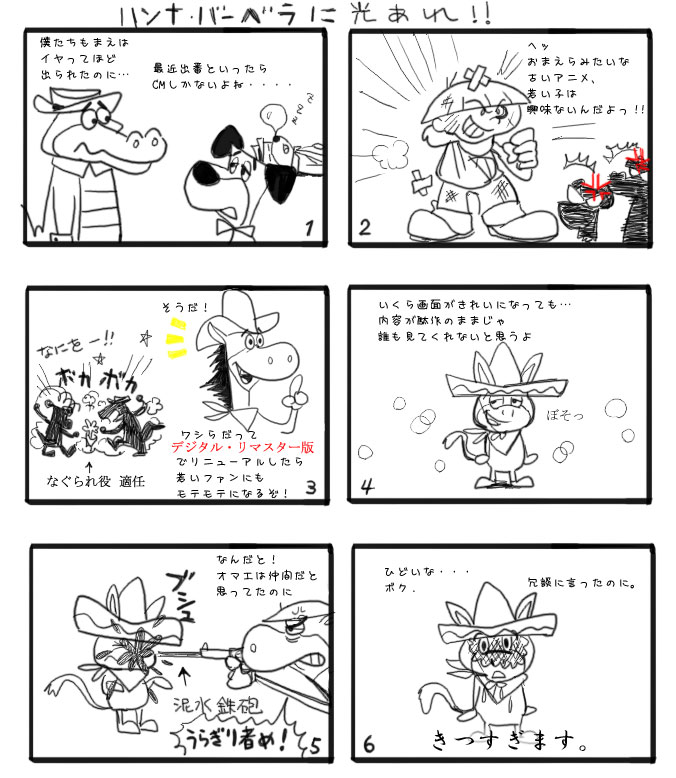 ハンナ・バーベラに光あれ!!
僕たちもまえは
イヤってほど
出られたのに…
最近出番といったら
CMしかないよね・・・・
zzz
1
ヘッ
おまえらみたいな
古いアニメ、
若い子は
興味ないんだよっ!!
2
そうだ!
なにをー!!
ボカ ボカ
なぐられ役 適任
ワシらだって
デジタル・リマスター版
でリニューアルしたら
若いファンにも
モテモテになるぞ!
3
いくら画面がきれいになっても…
内容が駄作のままじゃ
誰も見てくれないと思うよ
ぼそっ
4
なんだと!
オマエは仲間だと
思ってたのに
ブシュ
泥水鉄砲
うらぎり者め!
5
ひどいな・・・
ボク.
冗談に言ったのに。
きつすぎます。
6